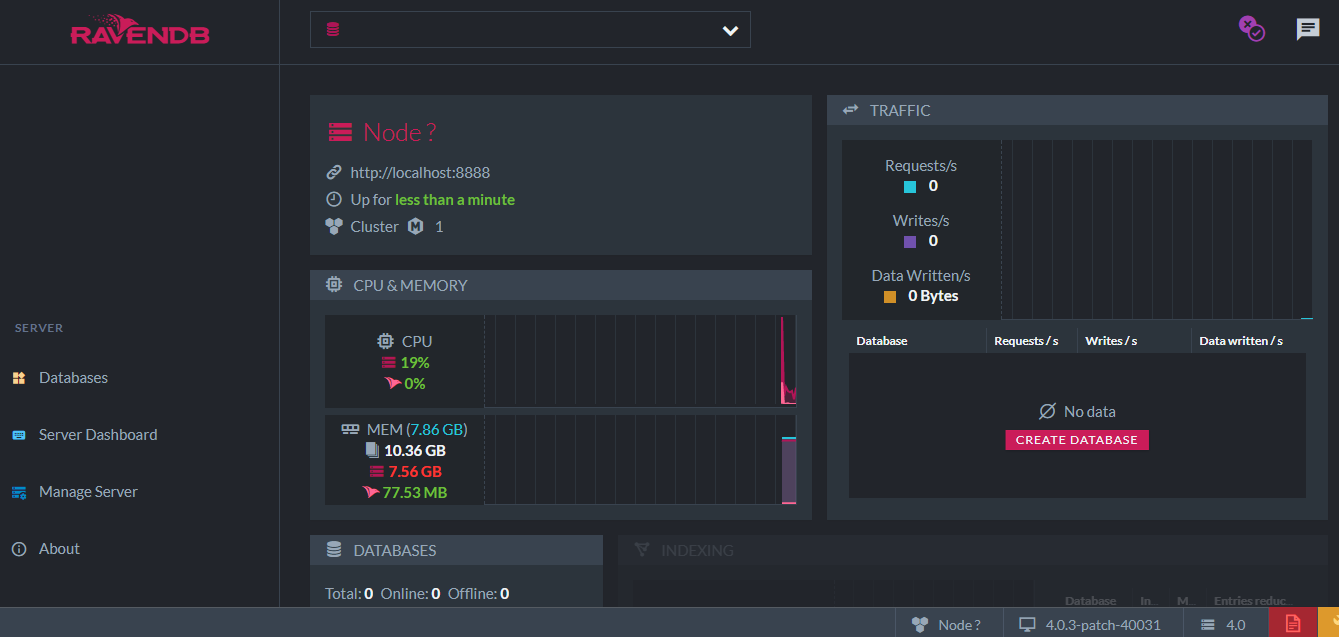 RAVENDB
Node ?
http://localhost:8888
Up for less than a minute
Cluster 1
CPU & MEMORY
CPU
19%
0%
MEM (7.86 GB)
10.36 GB
7.56 GB
77.53 MB
TRAFFIC
Requests/s
0
Writes/s
0
Data Written/s
0 Bytes
Database Requests / s Writes / s Data written / s
No data
CREATE DATABASE
SERVER
Databases
Server Dashboard
Manage Server
About
DATABASES
Total: 0 Online: 0 Offline: 0
INDEXING
Database In... M... Entries reduc...
Node ? 4.0.3-patch-40031 4.0